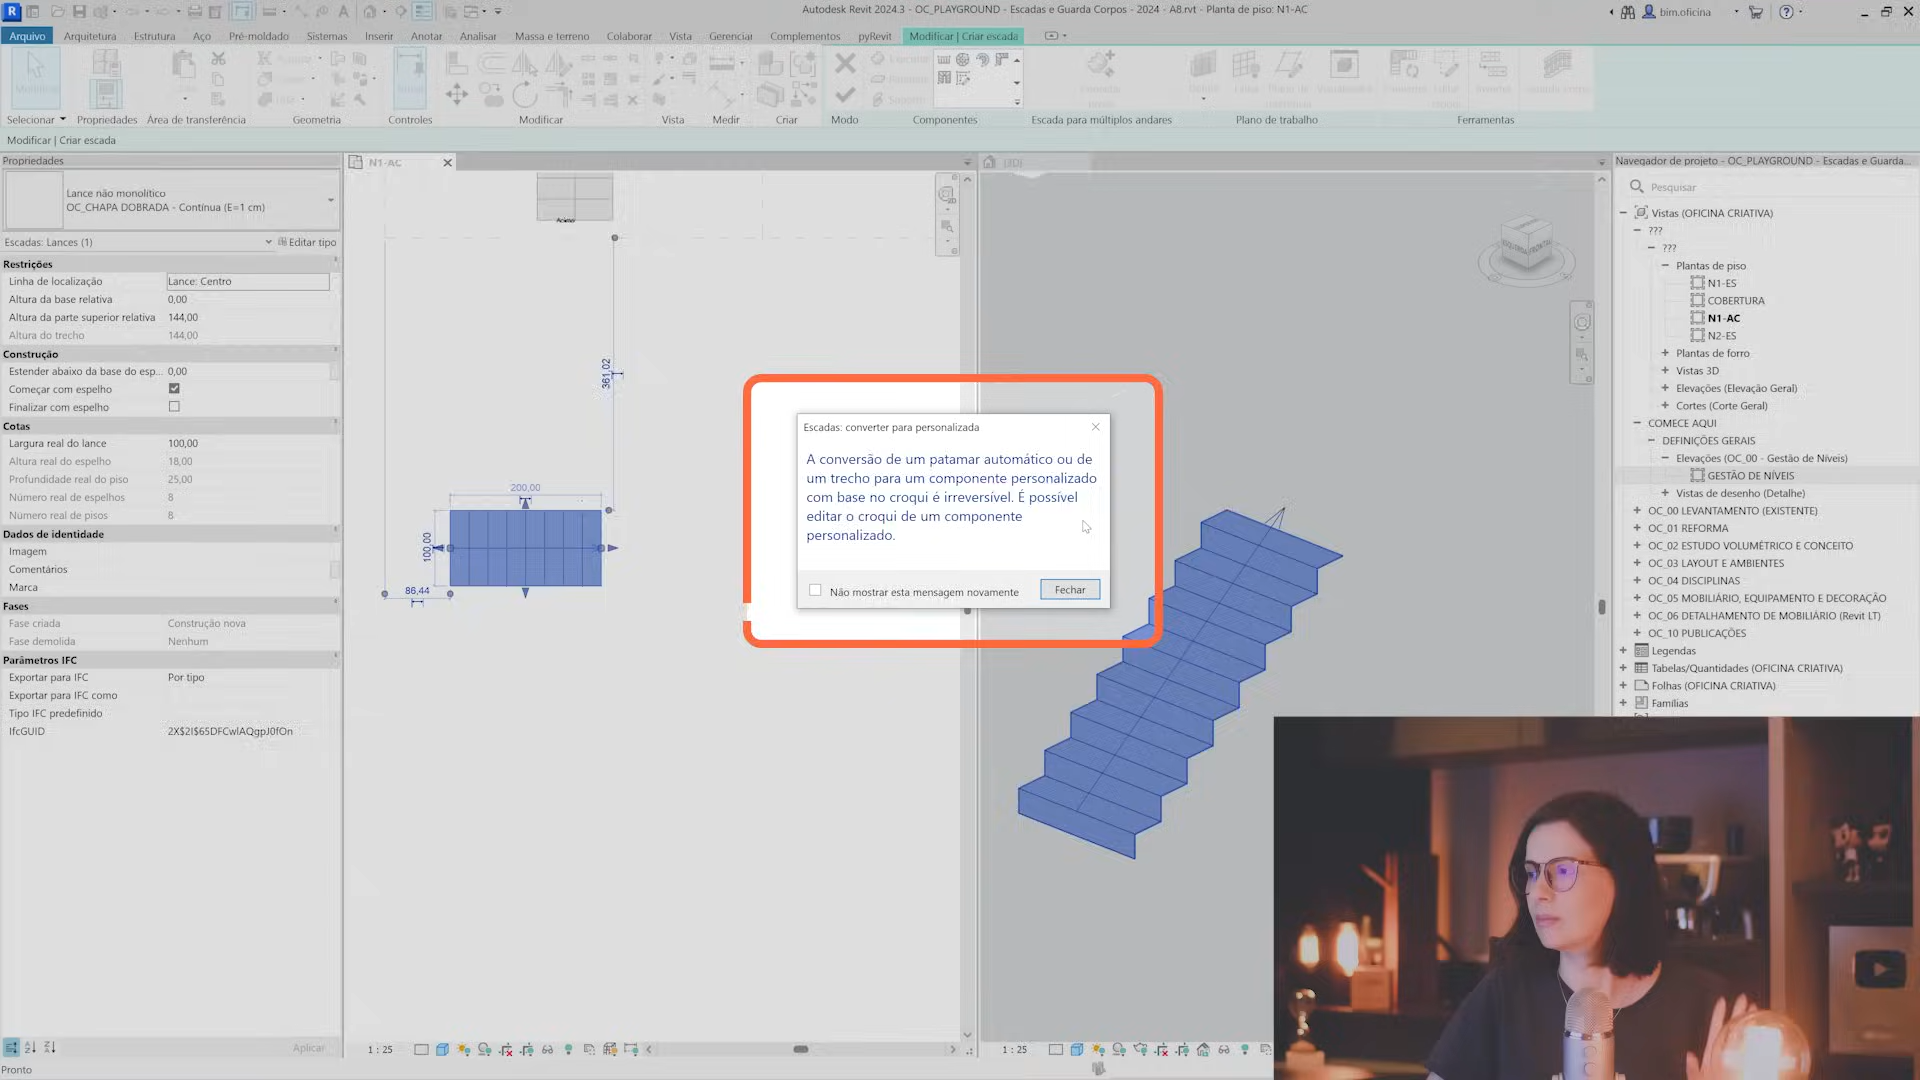 Autodesk Revit 2024.3 - OC_PLAYGROUND - Escadas e Guarda Corpos - 2024 - A8.rvt - Planta de piso: N1-AC
bim.oficina
Arquivo Arquitetura Estrutura Aço Pré-moldado Sistemas Inserir Anotar Analisar Massa e terreno Colaborar Vista Gerenciar Complementos pyRevit Modificar | Criar escada
Selecionar Propriedades Área de transferência Geometria Controles Modificar Vista Medir Criar Modo Componentes Escada para múltiplos andares Plano de trabalho Ferramentas
Modificar | Criar escada
Propriedades
Lance não monolítico
OC_CHAPA DOBRADA - Contínua (E=1 cm)
Escadas: Lances (1)
Editar tipo
Restrições
Linha de localização Lance: Centro
Altura da base relativa 0,00
Altura da parte superior relativa 144,00
Altura do trecho 144,00
Construção
Estender abaixo da base do esp... 0,00
Começar com espelho
Finalizar com espelho
Cotas
Largura real do lance 100,00
Altura real do espelho 18,00
Profundidade real do piso 25,00
Número real de espelhos 8
Número real de pisos 8
Dados de identidade
Imagem
Comentários
Marca
Fases
Fase criada Construção nova
Fase demolida Nenhum
Parâmetros IFC
Exportar para IFC Por tipo
Exportar para IFC como
Tipo IFC predefinido
IfcGUID 2X$2I$65DFCwlAQgpJ0fOn
Aplicar
Pronto
N1-AC
Acima
361,02
200,00
100,00
86,44
1 : 25
{3D}
FRONTAL
1 : 25
Escadas: converter para personalizada
A conversão de um patamar automático ou de
um trecho para um componente personalizado
com base no croqui é irreversível. É possível
editar o croqui de um componente
personalizado.
Não mostrar esta mensagem novamente
Fechar
Navegador de projeto - OC_PLAYGROUND - Escadas e Guarda...
Pesquisar
Vistas (OFICINA CRIATIVA)
???
???
Plantas de piso
N1-ES
COBERTURA
N1-AC
N2-ES
Plantas de forro
Vistas 3D
Elevações (Elevação Geral)
Cortes (Corte Geral)
COMECE AQUI
DEFINIÇÕES GERAIS
Elevações (OC_00 - Gestão de Níveis)
GESTÃO DE NÍVEIS
Vistas de desenho (Detalhe)
OC_00 LEVANTAMENTO (EXISTENTE)
OC_01 REFORMA
OC_02 ESTUDO VOLUMÉTRICO E CONCEITO
OC_03 LAYOUT E AMBIENTES
OC_04 DISCIPLINAS
OC_05 MOBILIÁRIO, EQUIPAMENTO E DECORAÇÃO
OC_06 DETALHAMENTO DE MOBILIÁRIO (Revit LT)
OC_10 PUBLICAÇÕES
Legendas
Tabelas/Quantidades (OFICINA CRIATIVA)
Folhas (OFICINA CRIATIVA)
Famílias